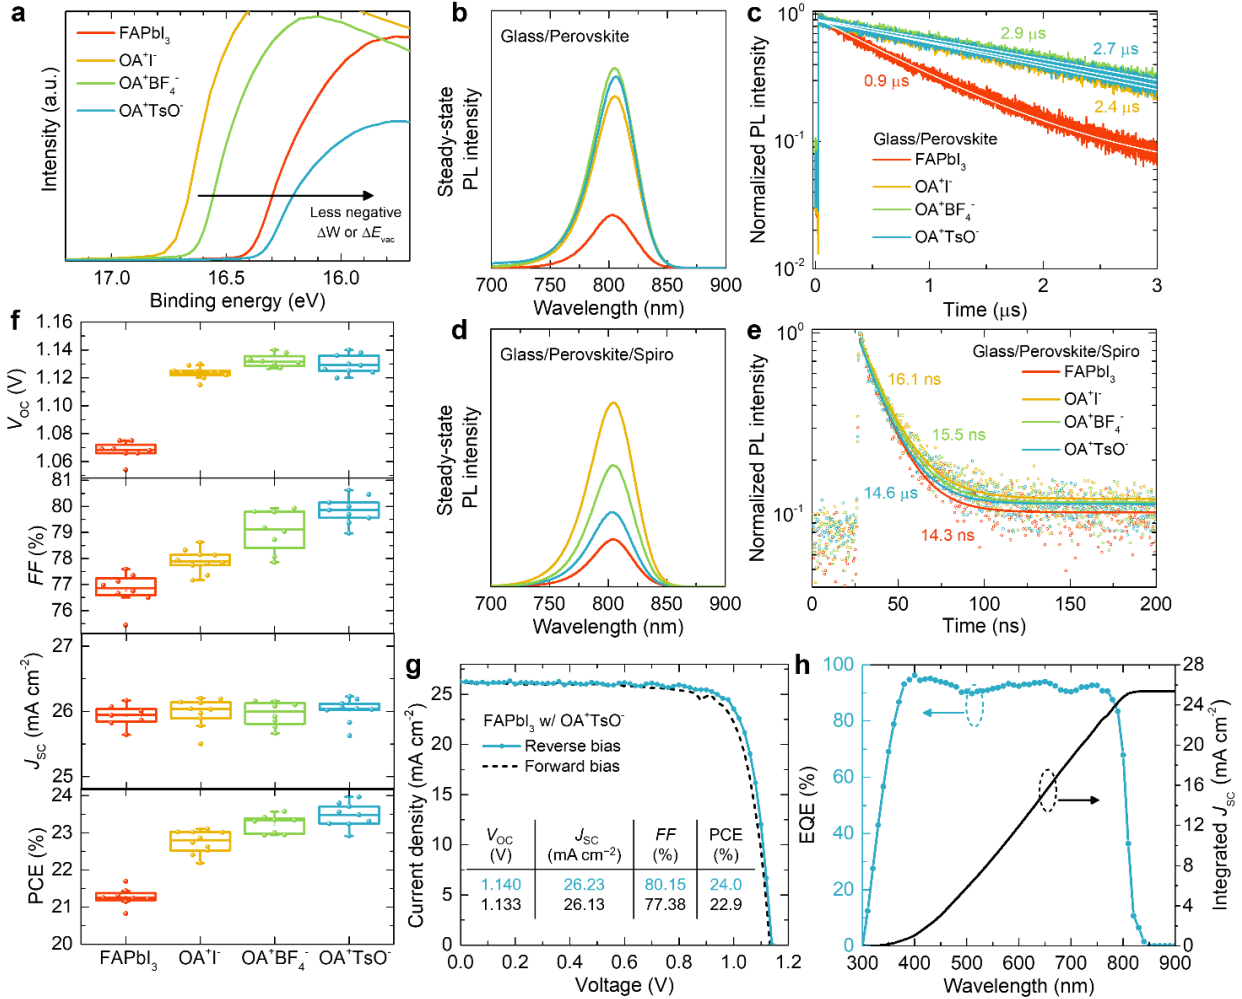 a
FAPbI3
OA+I-
OA+BF4-
OA+TsO-
Intensity (a.u.)
Less negative
ΔW or ΔEvac
17.0 16.5 16.0
Binding energy (eV)
b
Glass/Perovskite
Steady-state
PL intensity
700 750 800 850 900
Wavelength (nm)
c
10^0
10^-1
10^-2
Normalized PL intensity
2.9 μs
2.7 μs
0.9 μs
2.4 μs
Glass/Perovskite
FAPbI3
OA+I-
OA+BF4-
OA+TsO-
0 1 2 3
Time (μs)
d
Glass/Perovskite/Spiro
Steady-state
PL intensity
700 750 800 850 900
Wavelength (nm)
e
10^0
10^-1
Normalized PL intensity
Glass/Perovskite/Spiro
FAPbI3
OA+I-
OA+BF4-
OA+TsO-
16.1 ns
15.5 ns
14.6 μs
14.3 ns
0 50 100 150 200
Time (ns)
f
1.16
1.14
1.12
1.10
1.08
1.06
VOC (V)
81
80
79
78
77
76
FF (%)
27
26
25
JSC (mA cm−2)
24
23
22
21
20
PCE (%)
FAPbI3 OA+I- OA+BF4- OA+TsO-
g
25
20
15
10
5
0
Current density (mA cm−2)
FAPbI3 w/ OA+TsO-
Reverse bias
Forward bias
VOC JSC FF PCE
(V) (mA cm−2) (%) (%)
1.140 26.23 80.15 24.0
1.133 26.13 77.38 22.9
0.0 0.2 0.4 0.6 0.8 1.0 1.2
Voltage (V)
h
100
80
60
40
20
0
EQE (%)
28
24
20
16
12
8
4
0
Integrated JSC (mA cm−2)
300 400 500 600 700 800 900
Wavelength (nm)